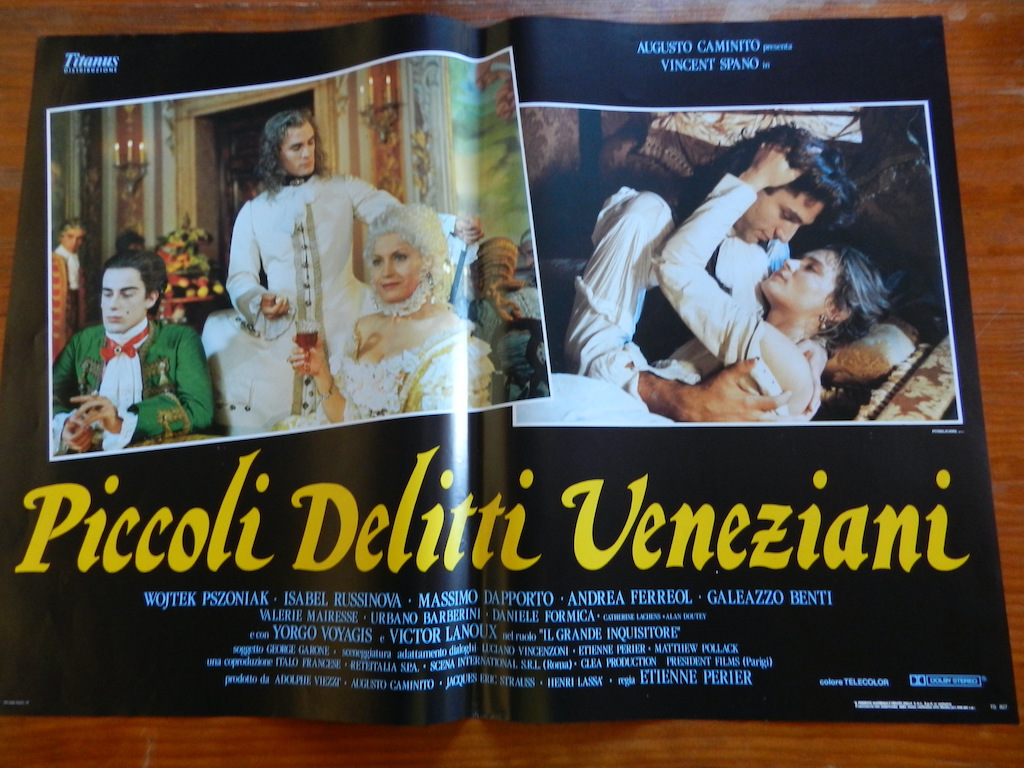 Titanus
DISTRIBUZIONE
AUGUSTO CAMINITO presenta
VINCENT SPANO in
Piccoli Delitti Veneziani
WOJTEK PSZONIAK · ISABEL RUSSINOVA · MASSIMO DAPPORTO · ANDREA FERREOL · GALEAZZO BENTI
VALERIE MAIRESSE · URBANO BARBERINI · DANIELE FORMICA · CATHERINE LACHENS · ALAN DOUTEY
e con YORGO VOYAGIS e VICTOR LANOUX nel ruolo "IL GRANDE INQUISITORE"
soggetto GEORGE GARONE · sceneggiatura adattamento dialoghi LUCIANO VINCENZONI · ETIENNE PERIER · MATTHEW POLLACK
una coproduzione ITALO FRANCESE · RETEITALIA S.P.A. · SCENA INTERNATIONAL S.R.L. (Roma) · CLEA PRODUCTION PRESIDENT FILMS (Parigi)
prodotto da ADOLPHE VIEZZI · AUGUSTO CAMINITO · JACQUES ERIC STRAUSS · HENRI LASSA · regia ETIENNE PERIER
colore TELECOLOR
DOLBY STEREO